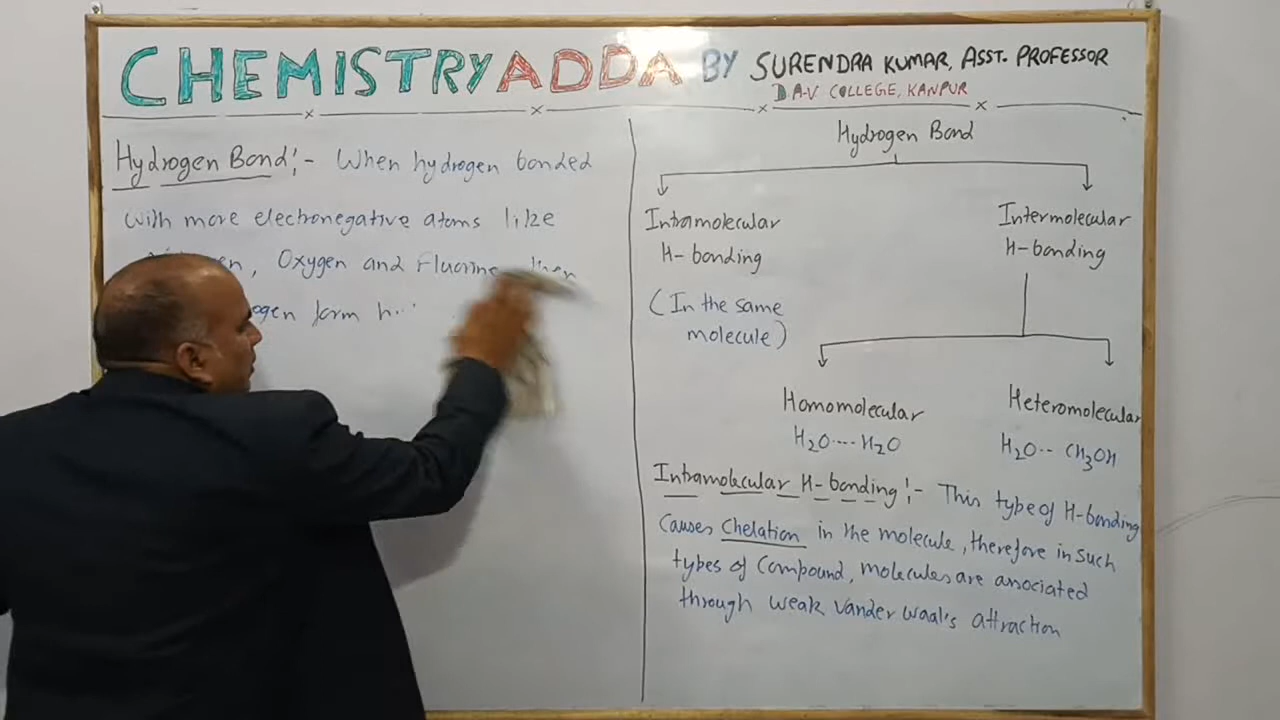 CHEMISTRY ADDA BY SURENDRA KUMAR, ASST. PROFESSOR
D A-V COLLEGE, KANPUR
Hydrogen Bond :- When hydrogen bonded
with more electronegative atoms like
Oxygen and Fluorine then
form
Hydrogen Bond
Intramolecular
H-bonding
(In the same
molecule)
Intermolecular
H-bonding
Homomolecular
H2O----H2O
Heteromolecular
H2O-- CH3OH
Intramolecular H-bonding :- This type of H-bonding
causes Chelation in the molecule, therefore in such
types of compound, molecules are associated
through weak Vander Waal's attraction